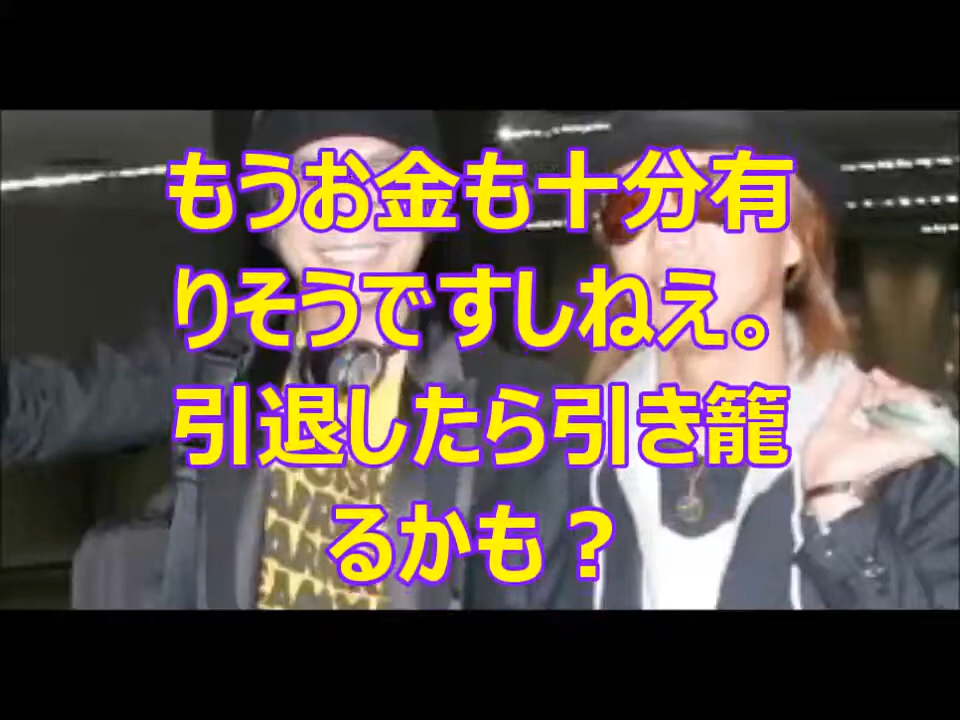 もうお金も十分有
りそうですしねえ。
引退したら引き籠
るかも？